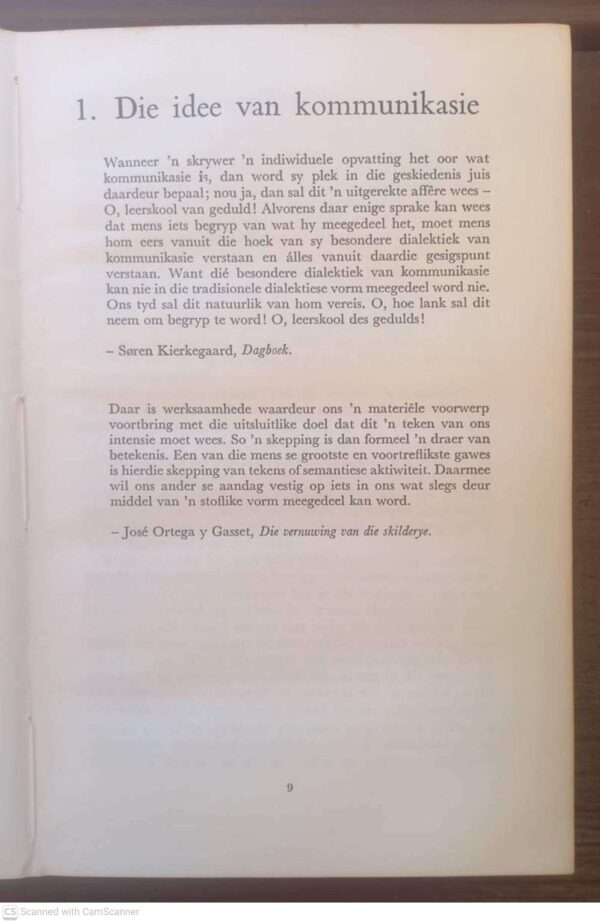 1. Die idee van kommunikasie
Wanneer ’n skrywer ’n indiwiduele opvatting het oor wat
kommunikasie is, dan word sy plek in die geskiedenis juis
daardeur bepaal; nou ja, dan sal dit ’n uitgerekte affêre wees –
O, leerskool van geduld! Alvorens daar enige sprake kan wees
dat mens iets begryp van wat hy meegedeel het, moet mens
hom eers vanuit die hoek van sy besondere dialektiek van
kommunikasie verstaan en álles vanuit daardie gesigspunt
verstaan. Want dié besondere dialektiek van kommunikasie
kan nie in die tradisionele dialektiese vorm meegedeel word nie.
Ons tyd sal dit natuurlik van hom vereis. O, hoe lank sal dit
neem om begryp te word! O, leerskool des gedulds!
– Søren Kierkegaard, Dagboek.
Daar is werksaamhede waardeur ons ’n materiële voorwerp
voortbring met die uitsluitlike doel dat dit ’n teken van ons
intensie moet wees. So ’n skepping is dan formeel ’n draer van
betekenis. Een van die mens se grootste en voortreflikste gawes
is hierdie skepping van tekens of semantiese aktiwiteit. Daarmee
wil ons ander se aandag vestig op iets in ons wat slegs deur
middel van ’n stoflike vorm meegedeel kan word.
– José Ortega y Gasset, Die vernuwing van die skilderye.
9
CS Scanned with CamScanner